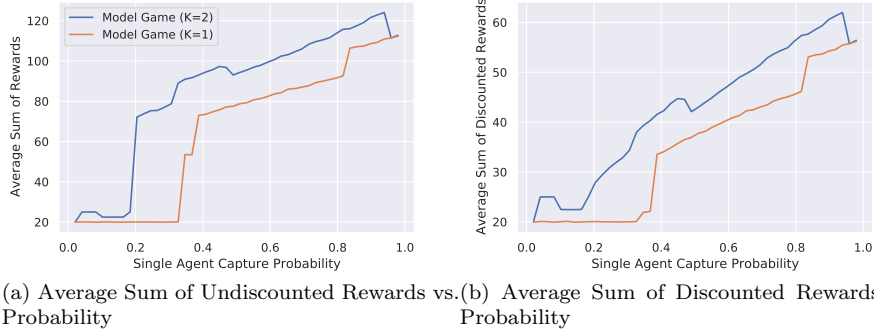 Model Game (K=2)
Model Game (K=1)
Average Sum of Rewards
120
100
80
60
40
20
0.0 0.2 0.4 0.6 0.8 1.0
Single Agent Capture Probability
Average Sum of Discounted Rewards
60
50
40
30
20
0.0 0.2 0.4 0.6 0.8 1.0
Single Agent Capture Probability
(a) Average Sum of Undiscounted Rewards vs.
Probability
(b) Average Sum of Discounted Rewards
Probability